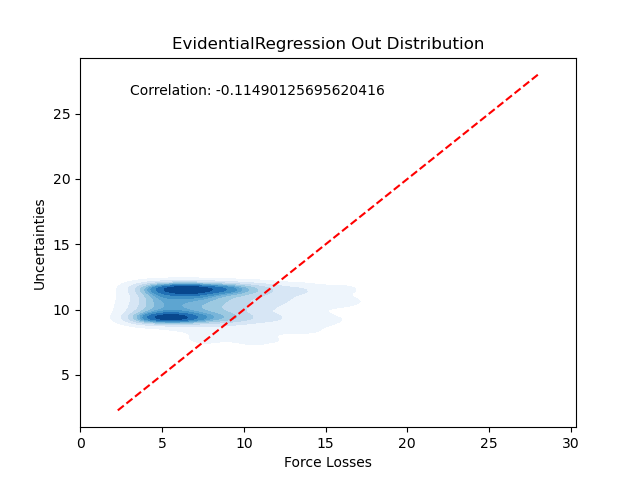 EvidentialRegression Out Distribution
Correlation: -0.11490125695620416
Uncertainties
25
20
15
10
5
0 5 10 15 20 25 30
Force Losses